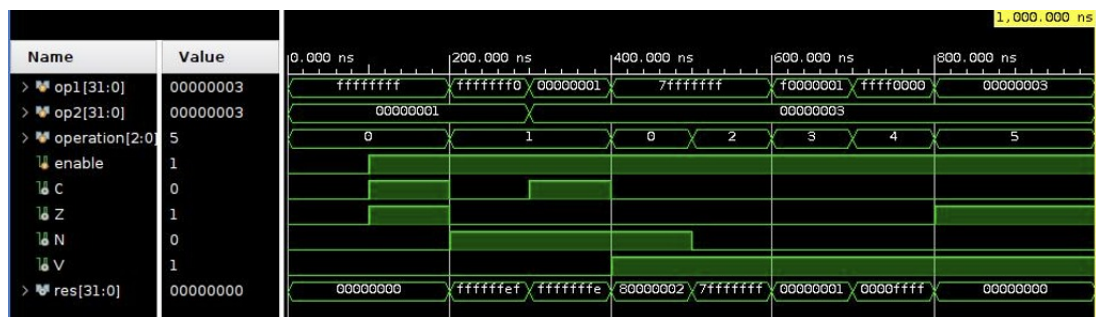 1,000.000 ns
Name Value 0.000 ns 200.000 ns 400.000 ns 600.000 ns 800.000 ns
op1[31:0] 00000003 ffffffff fffffff0 00000001 7fffffff f0000001 ffff0000 00000003
op2[31:0] 00000003 00000001 00000003
operation[2:0] 5 0 1 0 2 3 4 5
enable 1
C 0
Z 1
N 0
V 1
res[31:0] 00000000 00000000 ffffffef fffffffe 80000002 7fffffff 00000001 0000ffff 00000000